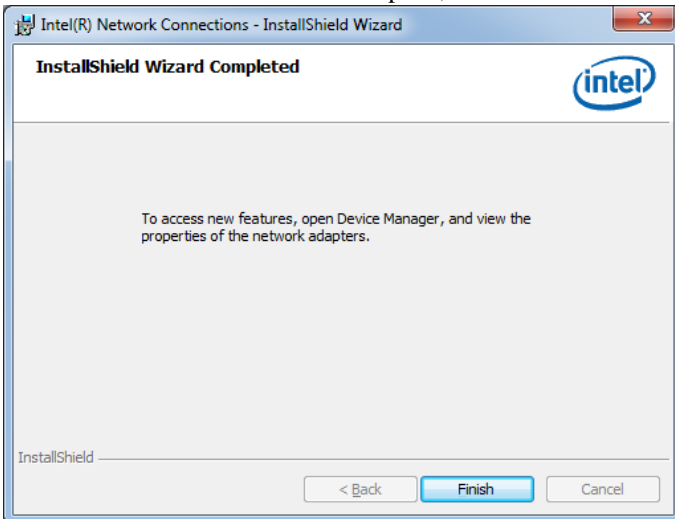 Intel(R) Network Connections - InstallShield Wizard
InstallShield Wizard Completed
intel
To access new features, open Device Manager, and view the
properties of the network adapters.
InstallShield
< Back
Finish
Cancel